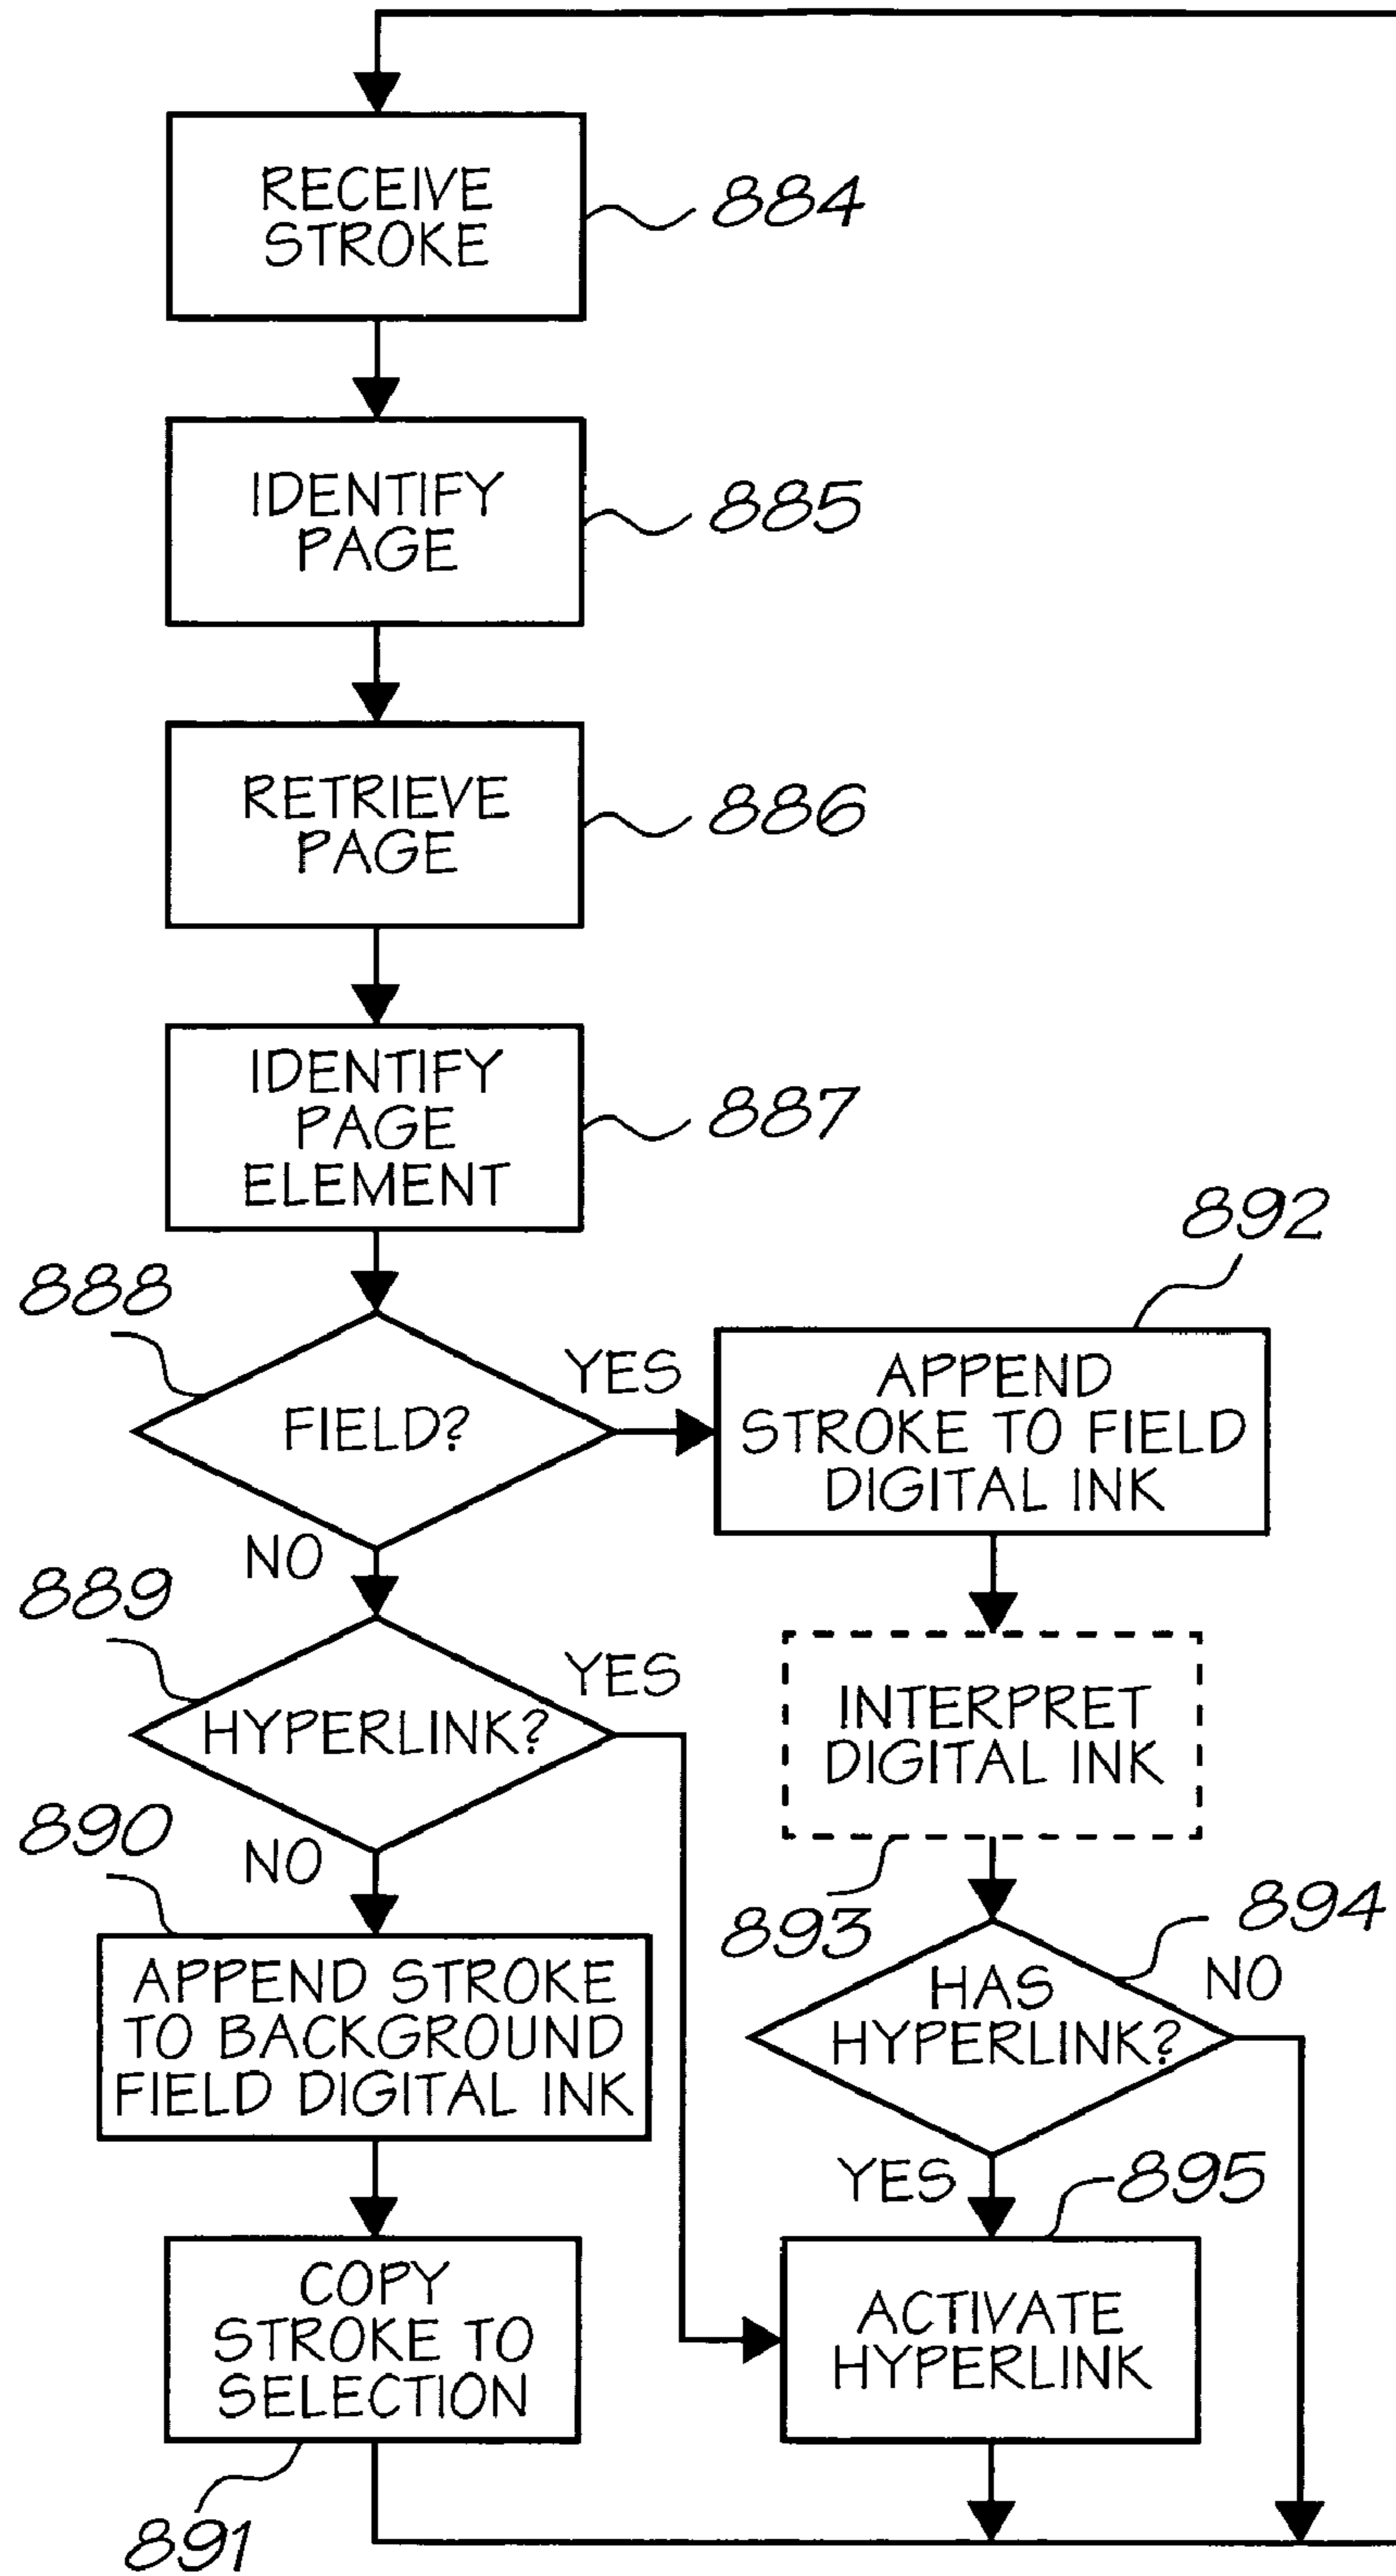 RECEIVE
STROKE
884
IDENTIFY
PAGE
885
RETRIEVE
PAGE
886
IDENTIFY
PAGE
ELEMENT
887
888
FIELD?
YES
NO
892
APPEND
STROKE TO FIELD
DIGITAL INK
889
HYPERLINK?
YES
NO
INTERPRET
DIGITAL INK
893
890
APPEND STROKE
TO BACKGROUND
FIELD DIGITAL INK
894
HAS
HYPERLINK?
NO
YES
895
COPY
STROKE TO
SELECTION
891
ACTIVATE
HYPERLINK